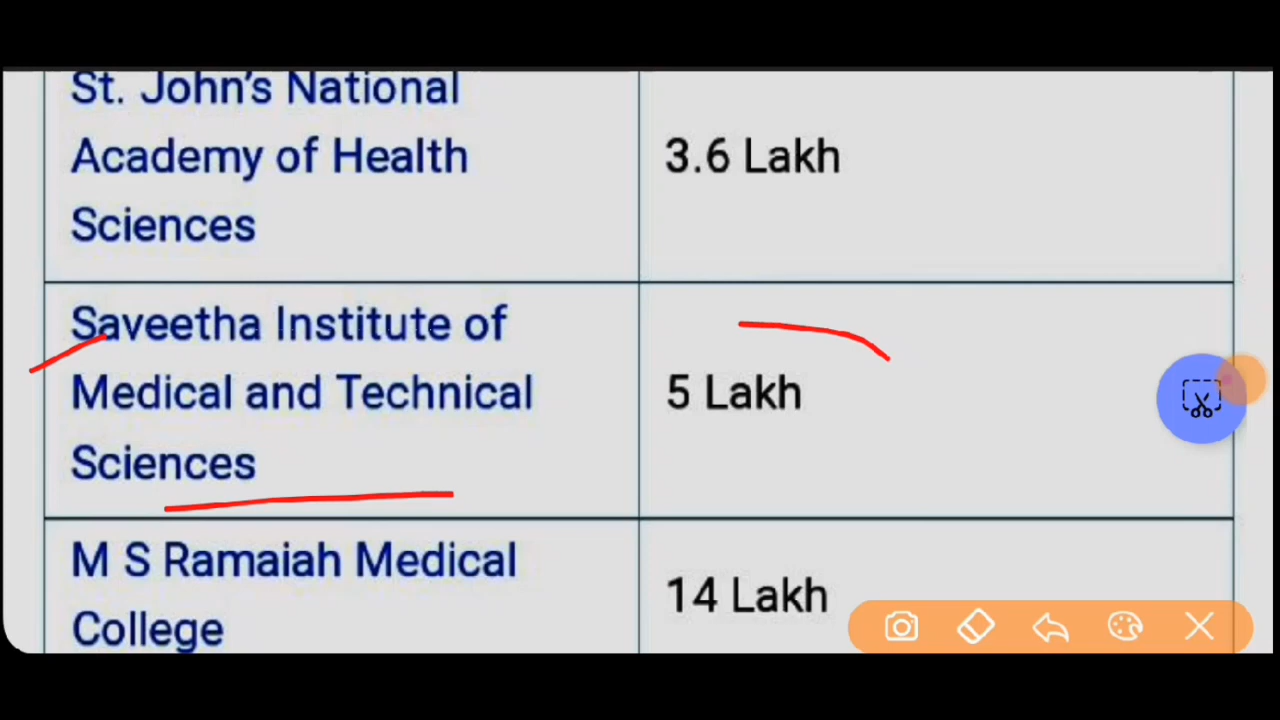 St. John's National
Academy of Health
Sciences
3.6 Lakh
Saveetha Institute of
Medical and Technical
Sciences
5 Lakh
M S Ramaiah Medical
College
14 Lakh